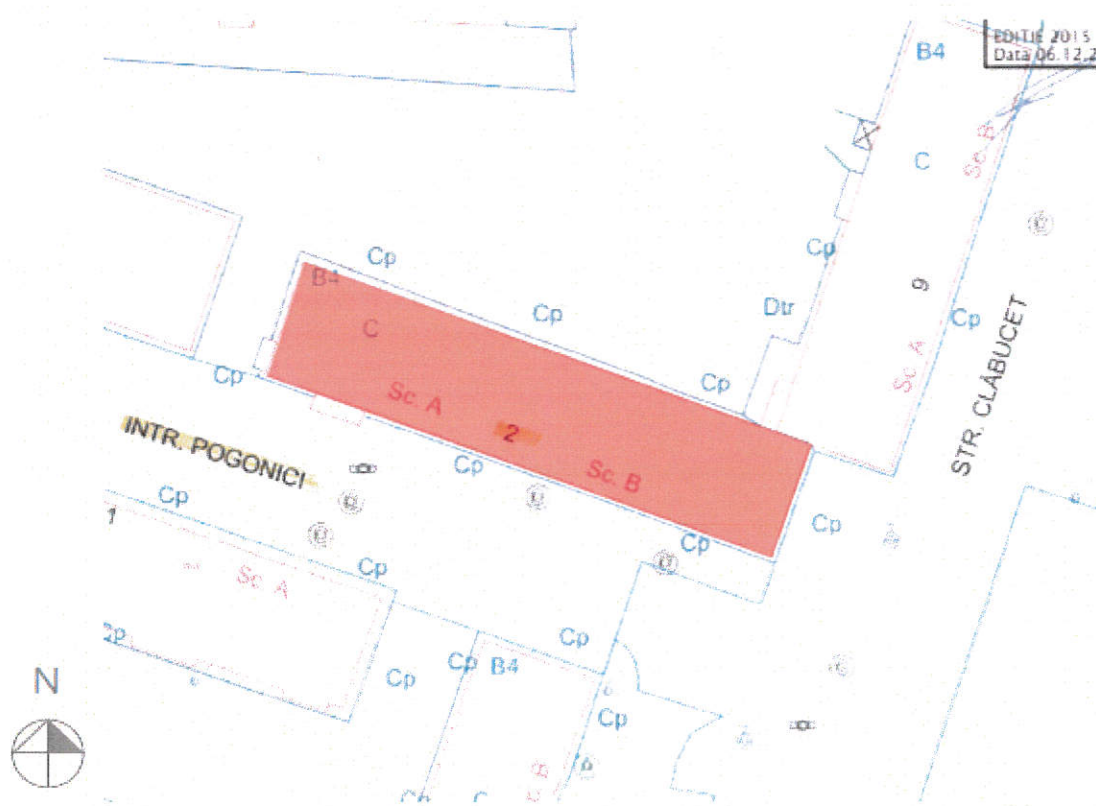 EDITIE 2015
Data 06.12.2
B4
C
Sc. B
Cp
B4
Cp
Cp
Dtr
9
Cp
C
Cp
Sc. A
STR. CLĂBUCET
Cp
Sc. A
2
INTR. POGONICI
Cp
Sc. B
Cp
Cp
Cp
1
Sc. A
Cp
Cp
Cp
Cp
B4
Cp
Cp
N
Sc. B
Cp
C